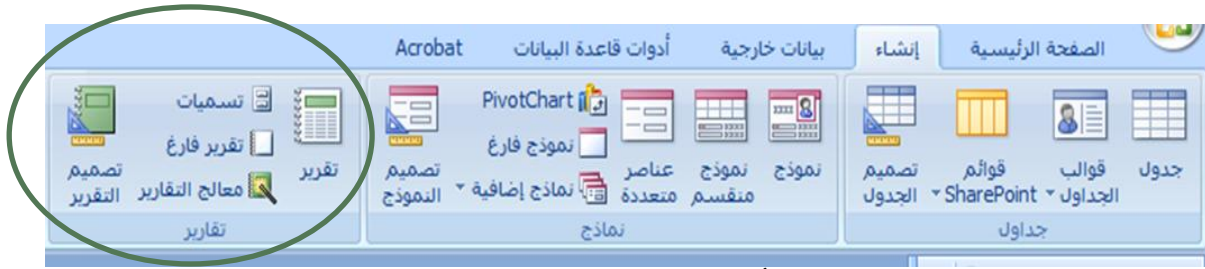 الصفحة الرئيسية
إنشاء
بيانات خارجية
أدوات قاعدة البيانات
Acrobat
جدول
قوالب الجداول
قوائم SharePoint
تصميم الجدول
جداول
نموذج
نموذج منقسم
عناصر متعددة
PivotChart
نموذج فارغ
نماذج إضافية
تصميم النموذج
نماذج
تقرير
تسميات
تقرير فارغ
معالج التقارير
تصميم التقرير
تقارير